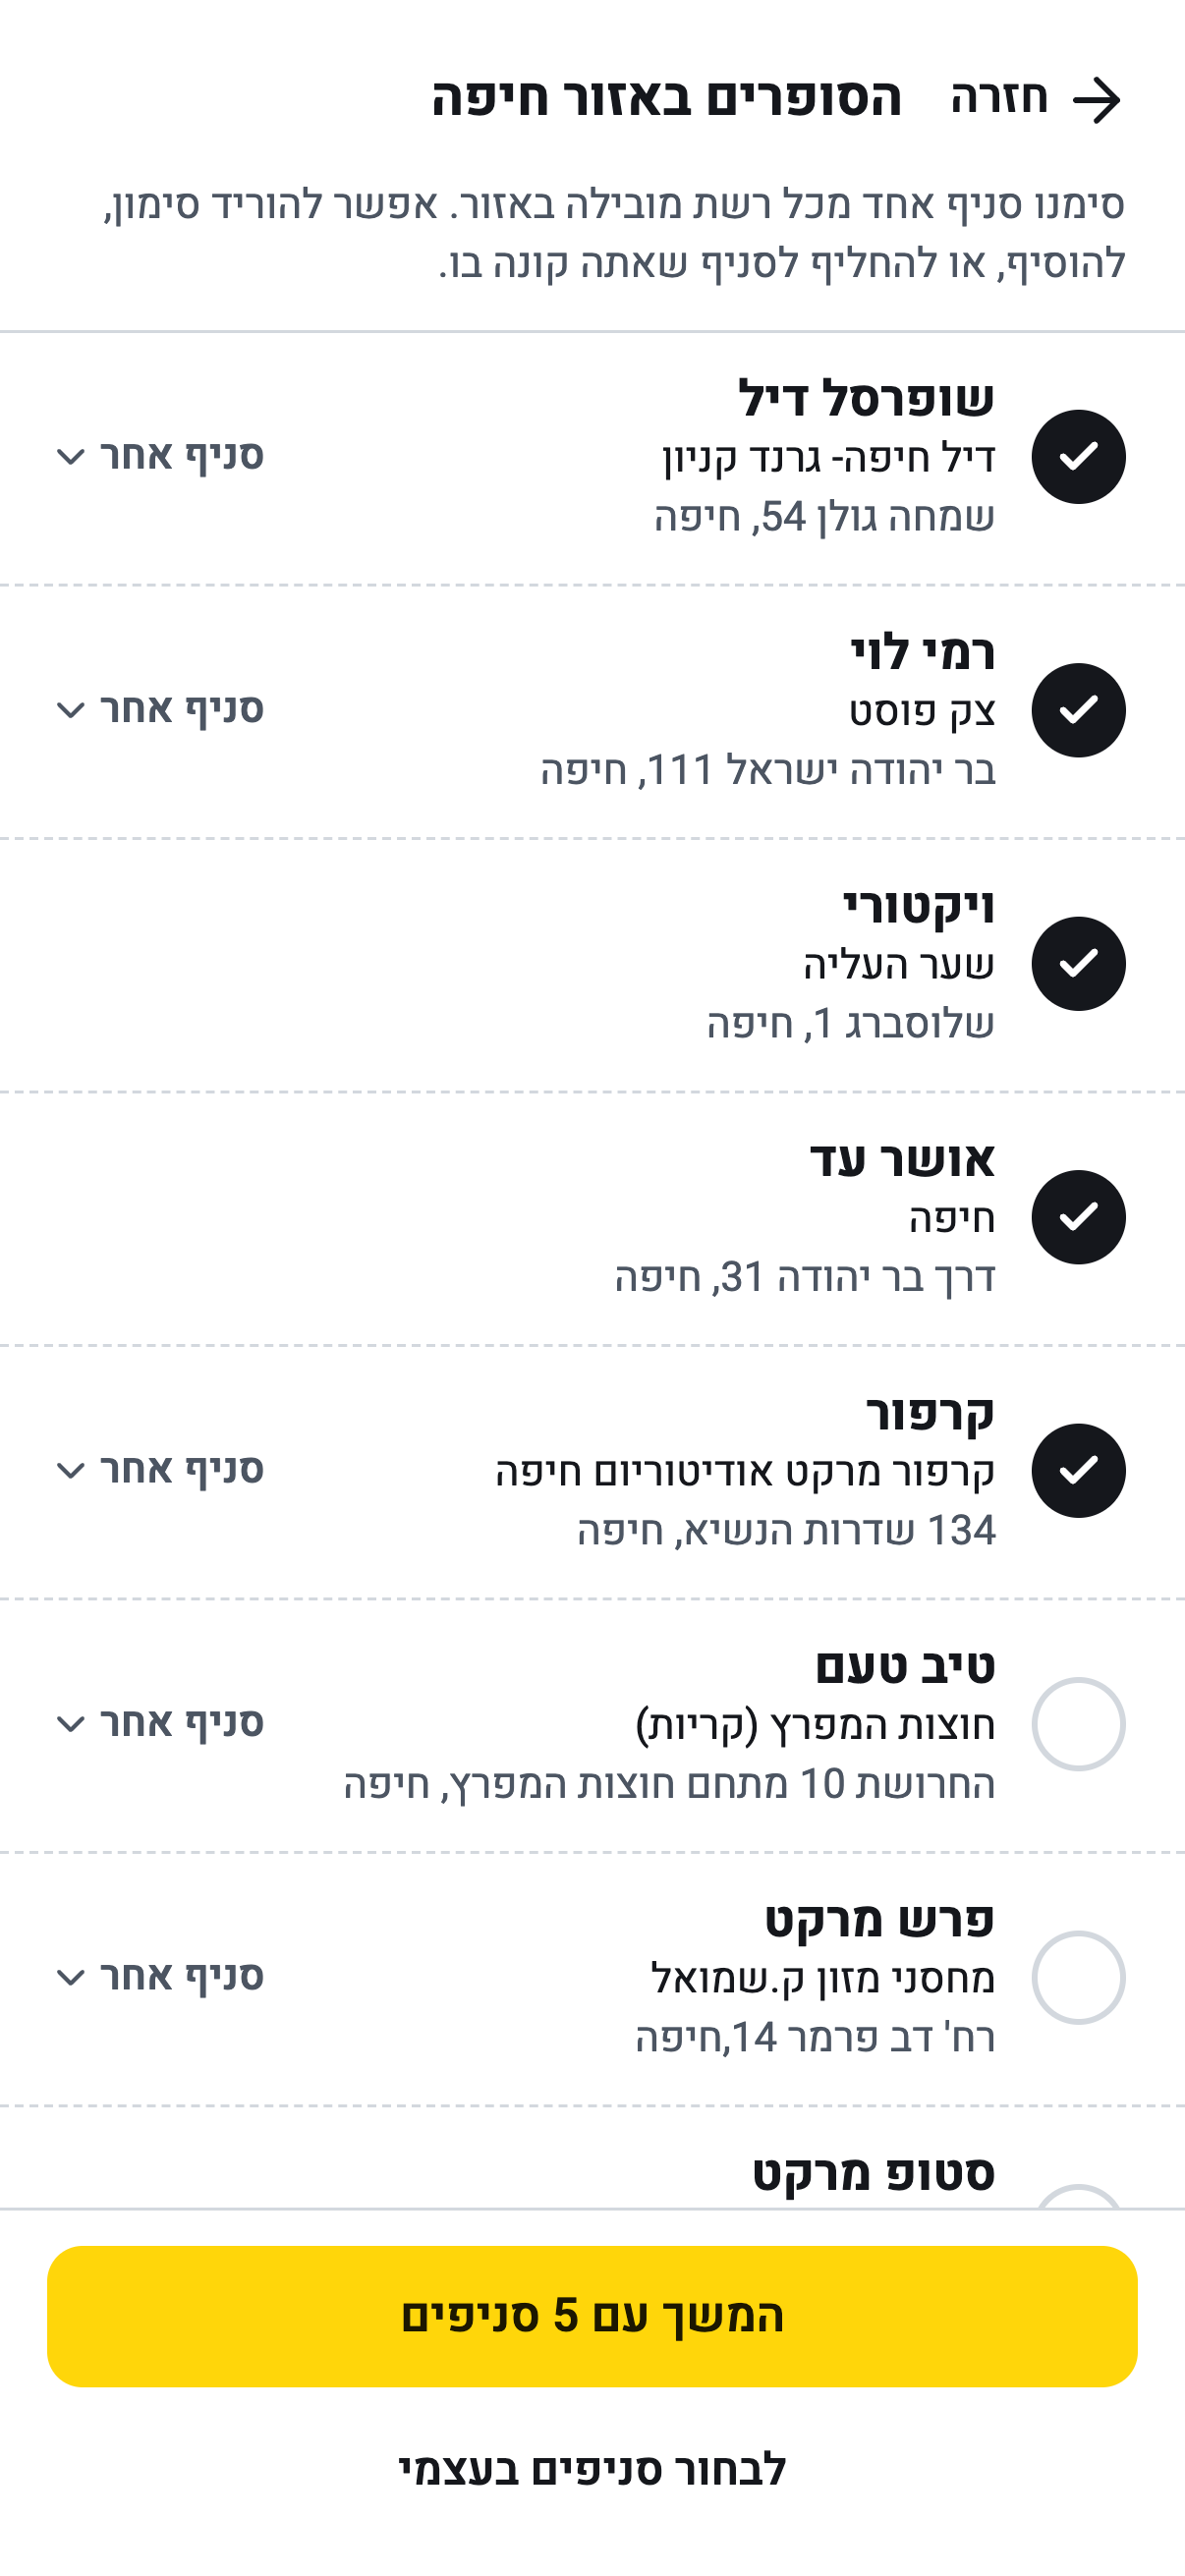 חזרה
הסופרים באזור חיפה
סימנו סניף אחד מכל רשת מובילה באזור. אפשר להוריד סימון,
להוסיף, או להחליף לסניף שאתה קונה בו.
שופרסל דיל
דיל חיפה- גרנד קניון
שמחה גולן 54, חיפה
סניף אחר
רמי לוי
צק פוסט
בר יהודה ישראל 111, חיפה
סניף אחר
ויקטורי
שער העליה
שלוסברג 1, חיפה
אושר עד
חיפה
דרך בר יהודה 31, חיפה
קרפור
קרפור מרקט אודיטוריום חיפה
134 שדרות הנשיא, חיפה
סניף אחר
טיב טעם
חוצות המפרץ (קריות)
החרושת 10 מתחם חוצות המפרץ, חיפה
סניף אחר
פרש מרקט
מחסני מזון ק.שמואל
רח' דב פרמר 14,חיפה
סניף אחר
סטופ מרקט
המשך עם 5 סניפים
לבחור סניפים בעצמי